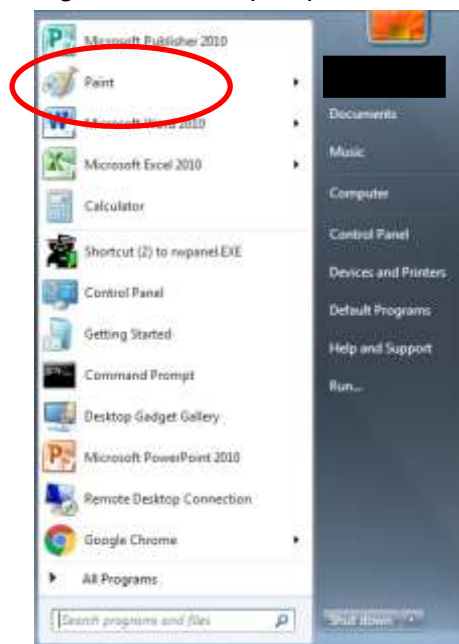 Microsoft Publisher 2010
Paint
Microsoft Word 2010
Microsoft Excel 2010
Calculator
Shortcut (2) to rwpanel.EXE
Control Panel
Getting Started
Command Prompt
Desktop Gadget Gallery
Microsoft PowerPoint 2010
Remote Desktop Connection
Google Chrome
All Programs
Search programs and files
Documents
Music
Computer
Control Panel
Devices and Printers
Default Programs
Help and Support
Run...
Shut down